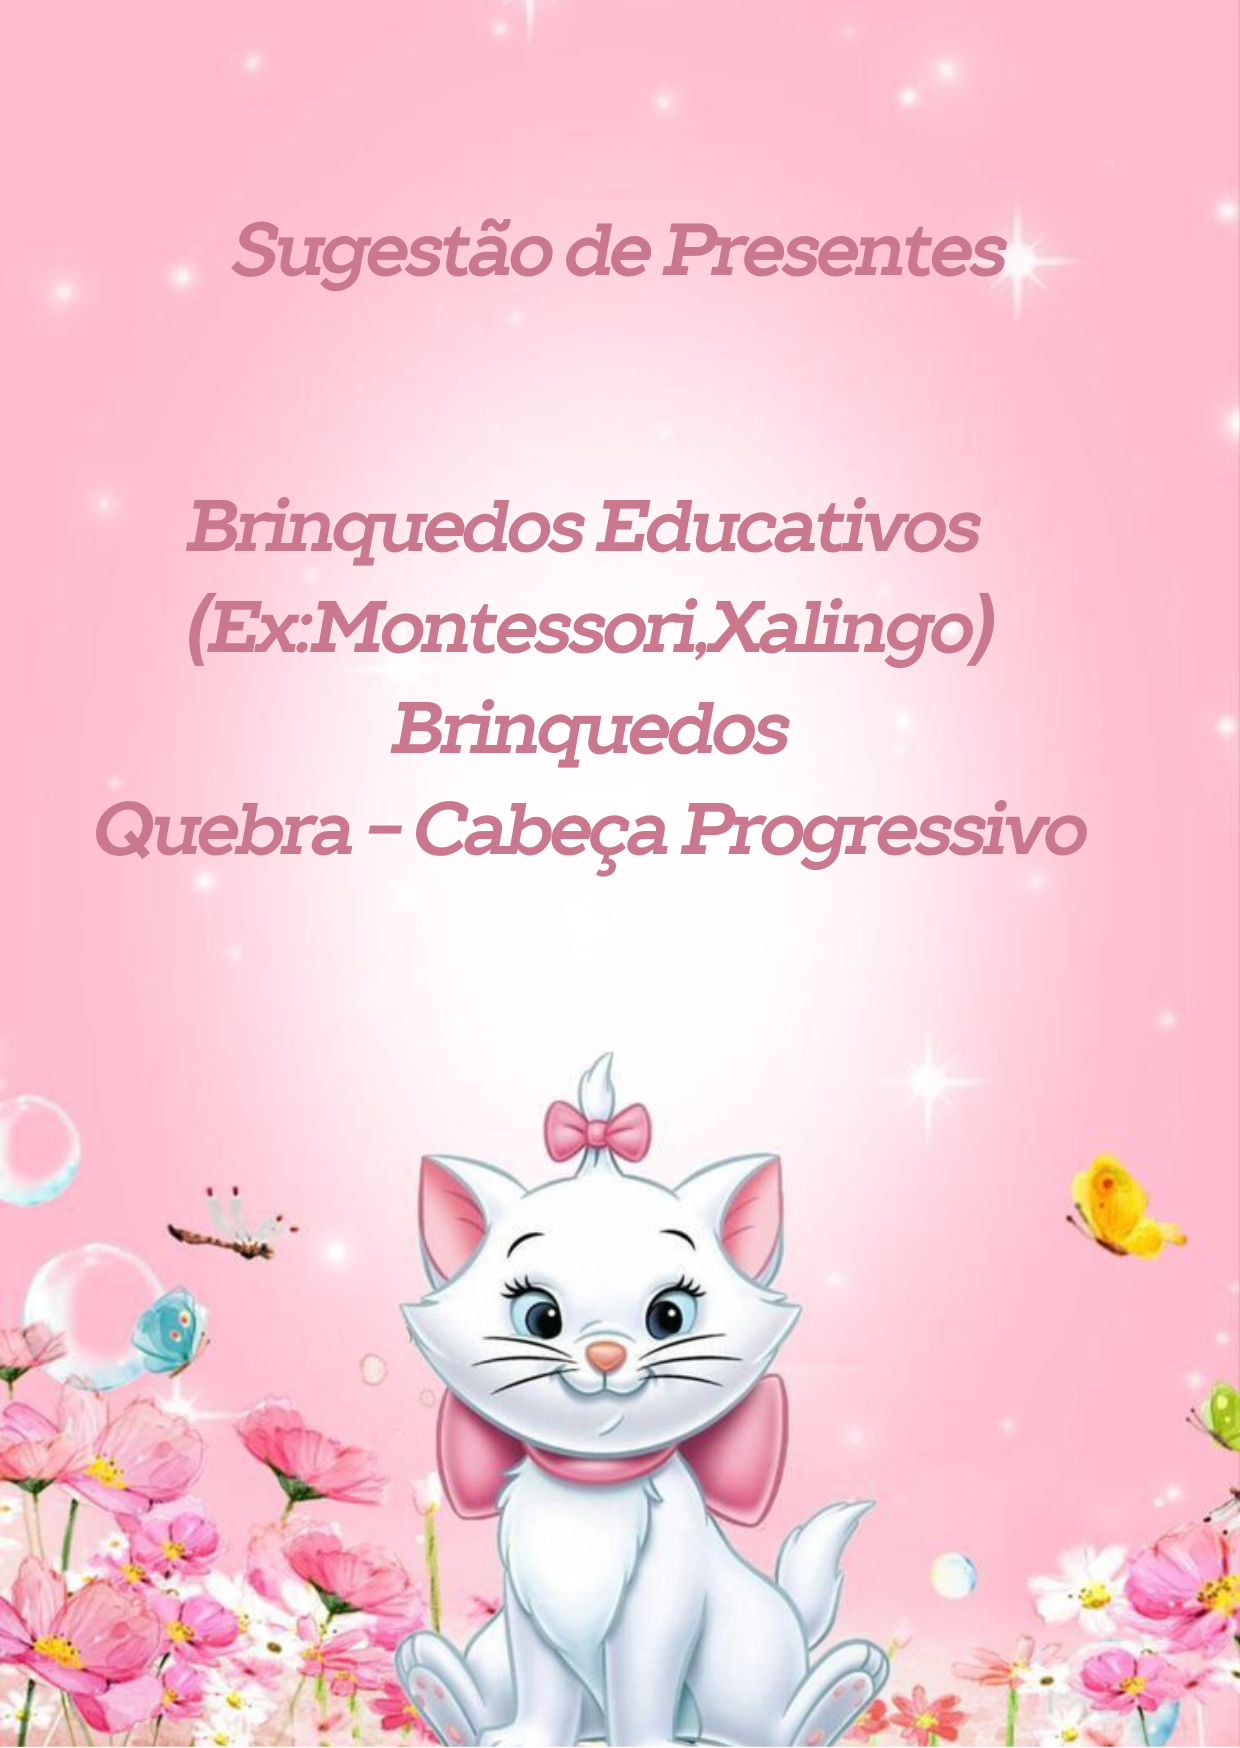 Sugestão de Presentes
Brinquedos Educativos
(Ex:Montessori,Xalingo)
Brinquedos
Quebra - Cabeça Progressivo